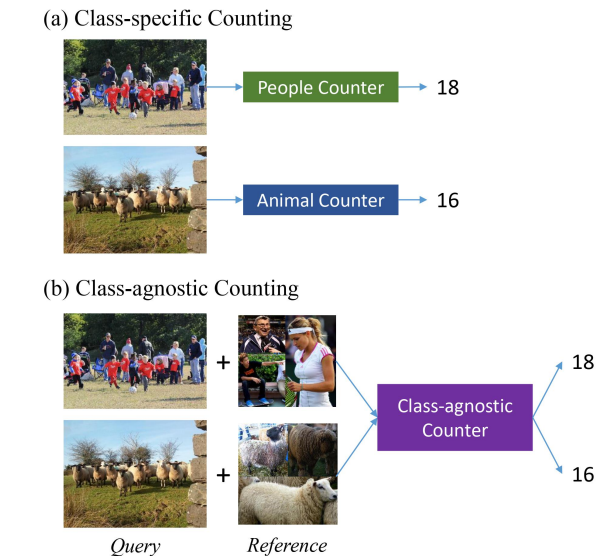 (a) Class-specific Counting
People Counter
18
Animal Counter
16
(b) Class-agnostic Counting
+
18
Class-agnostic
Counter
+
16
Query
Reference